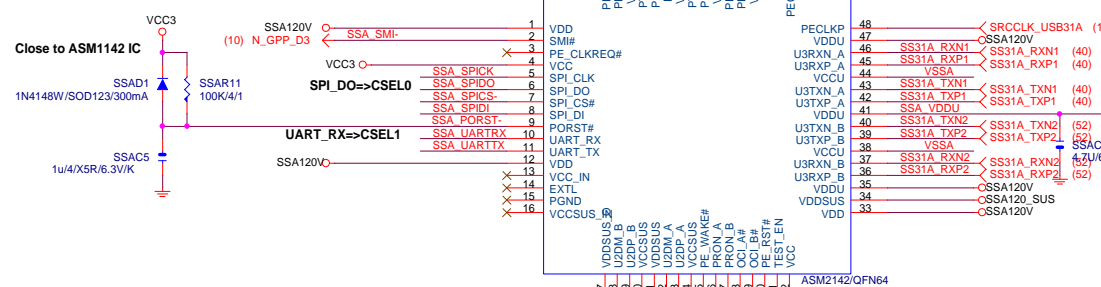 VCC3
Close to ASM1142 IC
SSAD1
1N4148W/SOD123/300mA
SSAR11
100K/4/1
SSAC5
1u/4/X5R/6.3V/K
SSA120V
(10) N_GPP_D3
SSA_SMI-
VCC3
SPI_DO=>CSEL0
SSA_SPICK
SSA_SPIDO
SSA_SPICS-
SSA_SPIDI
SSA_PORST-
UART_RX=>CSEL1
SSA_UARTRX
SSA_UARTTX
SSA120V
1 VDD
2 SMI#
3 PE_CLKREQ#
4 VCC
5 SPI_CLK
6 SPI_DO
7 SPI_CS#
8 SPI_DI
9 PORST#
10 UART_RX
11 UART_TX
12 VDD
13 VCC_IN
14 EXTL
15 PGND
16 VCCSUS_IN
VDDSUS_
U2DM_B
U2DP_B
VCCSUS
VDDSUS
U2DM_A
U2DP_A
VCCSUS
PE_WAKE#
PRON_A
PRON_B
OCI_A#
OCI_B#
PE_RST#
TEST_EN
VCC
PECLKP 48 SRCCLK_USB31A
VDDU 47 SSA120V
U3RXN_A 46 SS31A_RXN1 SS31A_RXN1 (40)
U3RXP_A 45 SS31A_RXP1 SS31A_RXP1 (40)
VCCU 44 VSSA
U3TXN_A 43 SS31A_TXN1 SS31A_TXN1 (40)
U3TXP_A 42 SS31A_TXP1 SS31A_TXP1 (40)
VDDU 41 SSA_VDDU
U3TXN_B 40 SS31A_TXN2 SS31A_TXN2 (52)
U3TXP_B 39 SS31A_TXP2 SS31A_TXP2 (52)
VCCU 38 VSSA
U3RXN_B 37 SS31A_RXN2 SS31A_RXN2 (52)
U3RXP_B 36 SS31A_RXP2 SS31A_RXP2 (52)
VDDU 35 SSA120V
VDDSUS 34 SSA120_SUS
VDD 33 SSA120V
ASM2142/QFN64